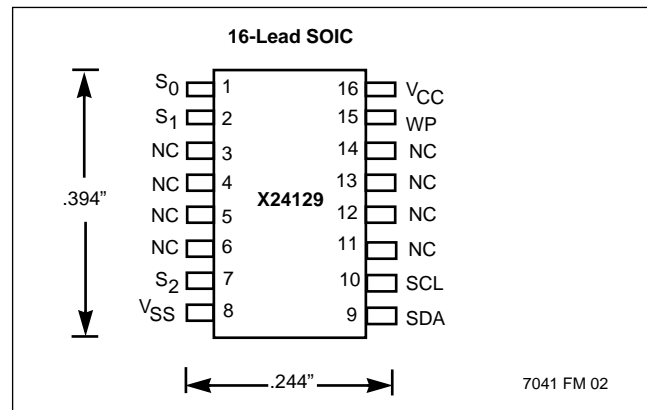 16-Lead SOIC
S0 1 16 VCC
S1 2 15 WP
NC 3 14 NC
NC 4 13 NC
.394”
X24129
NC 5 12 NC
NC 6 11 NC
S2 7 10 SCL
VSS 8 9 SDA
.244”
7041 FM 02